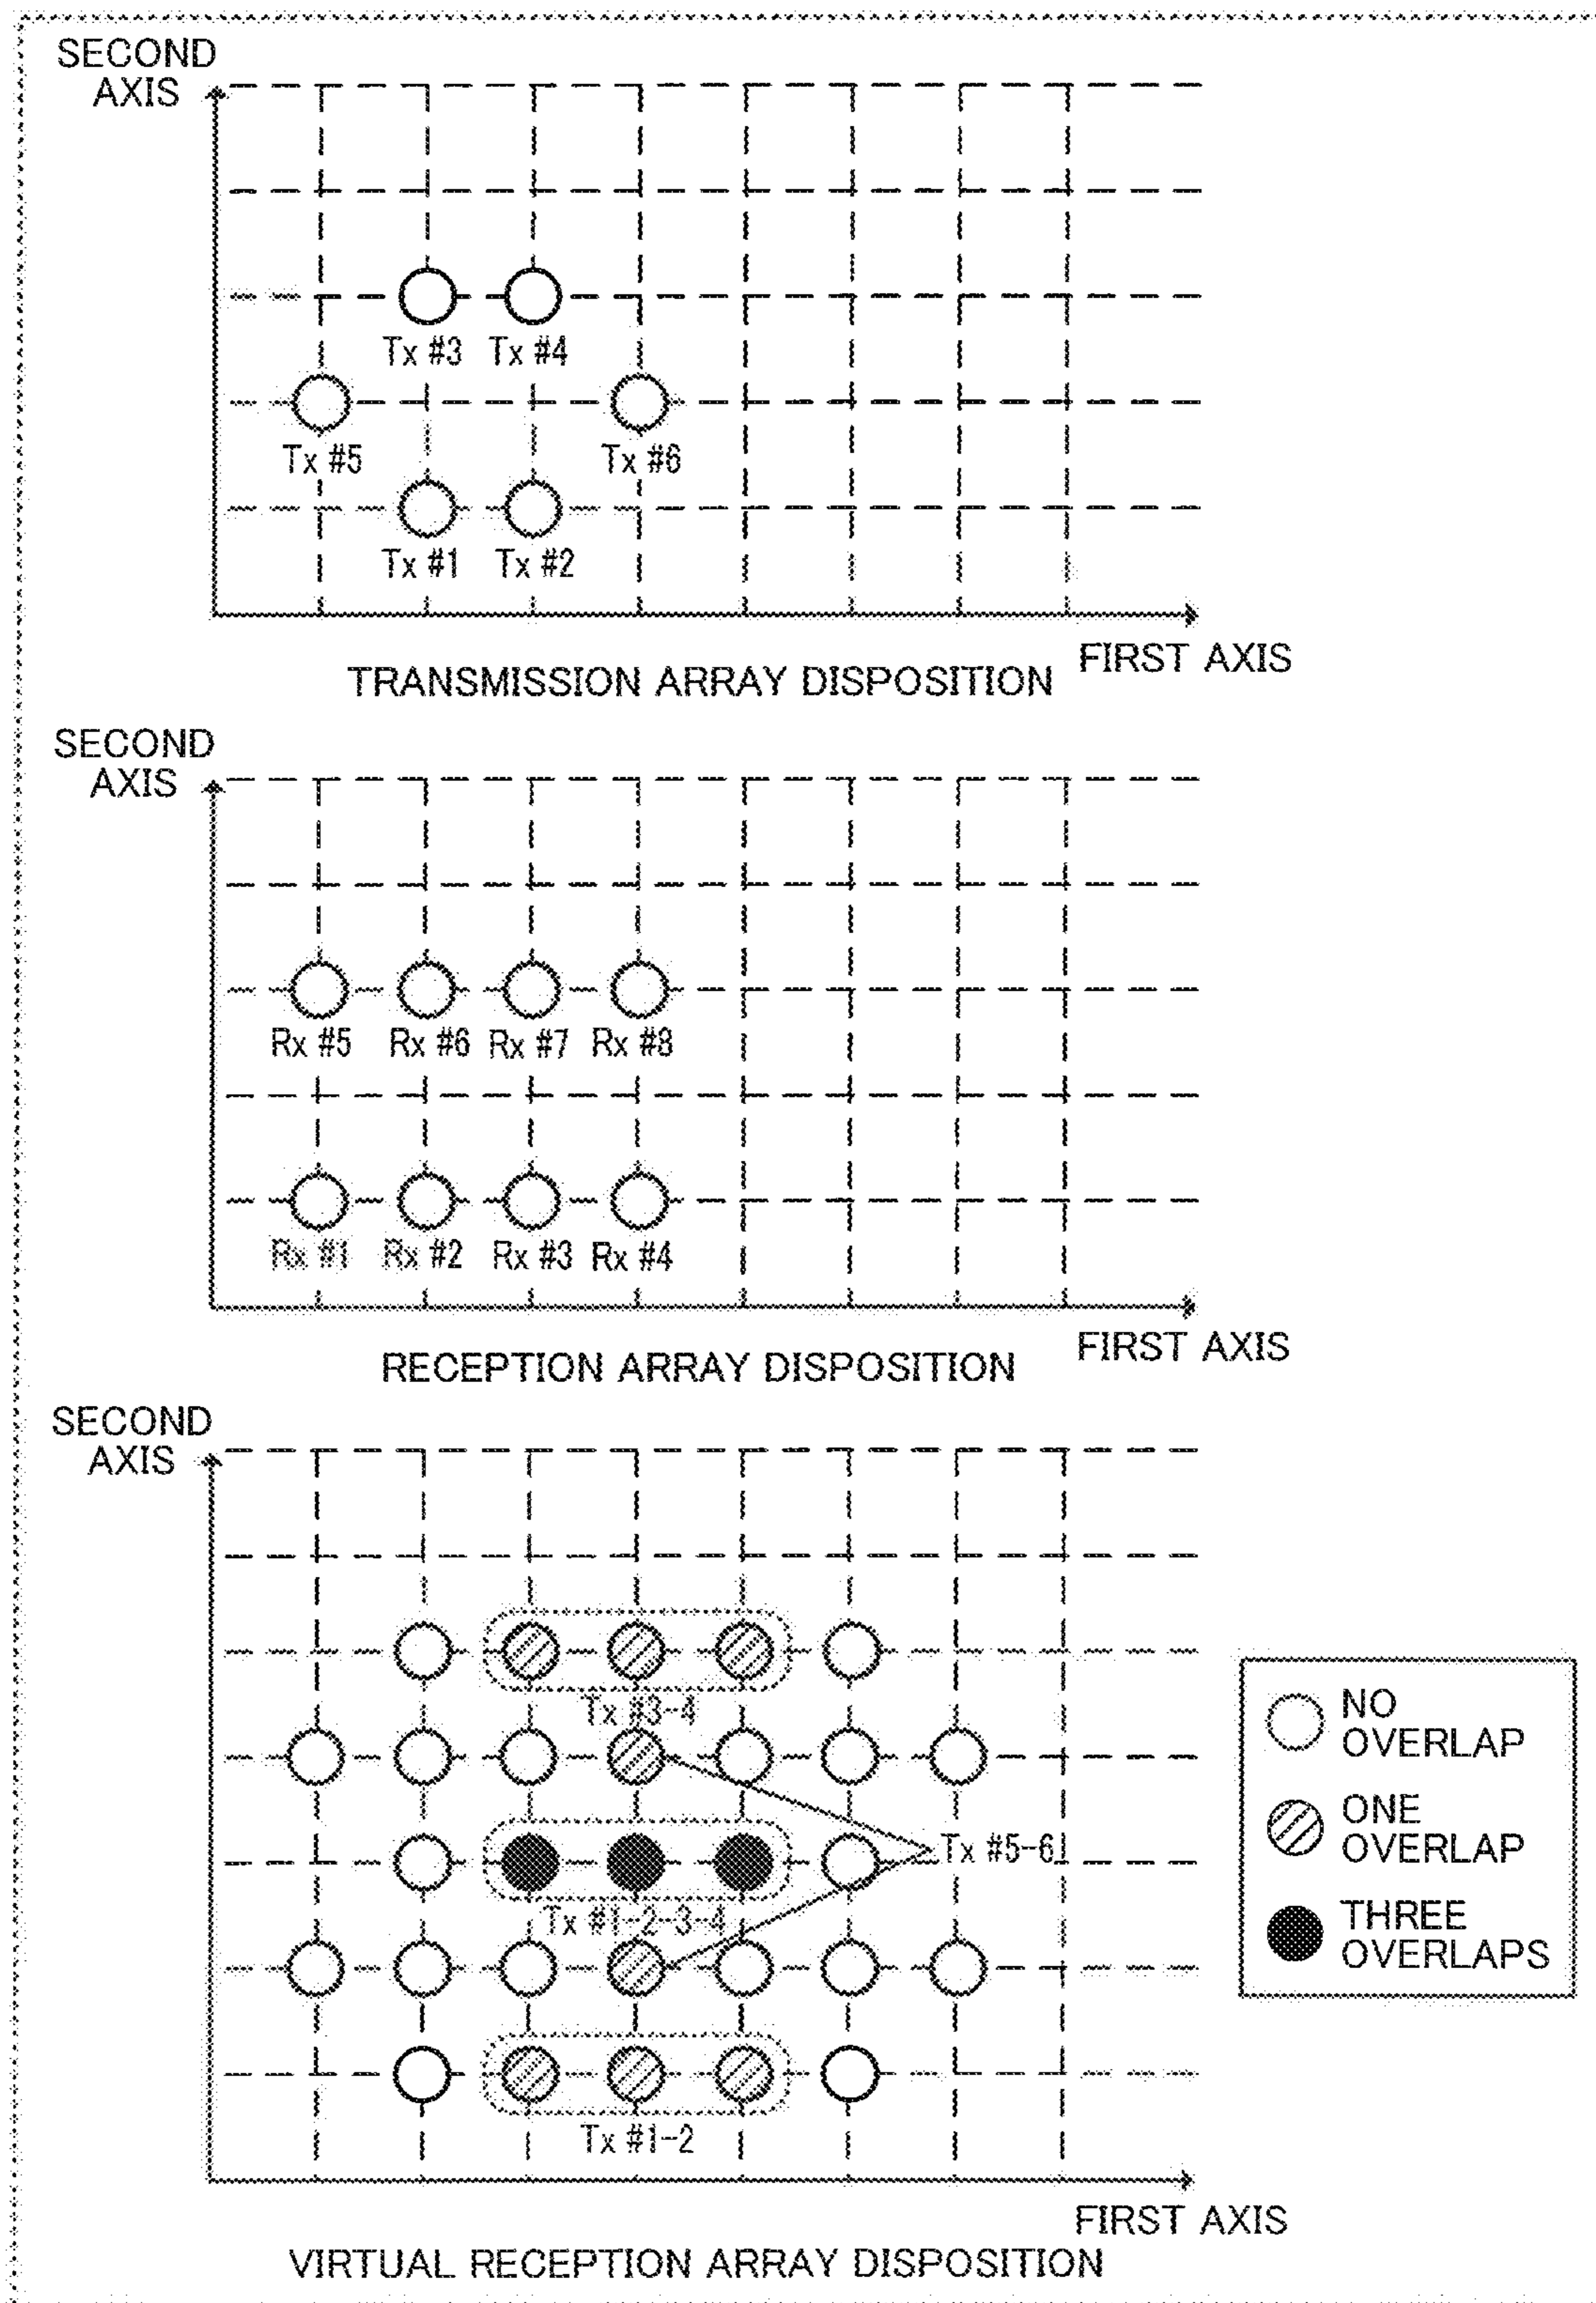 SECOND
AXIS
Tx #3 Tx #4
Tx #5 Tx #6
Tx #1 Tx #2
FIRST AXIS
TRANSMISSION ARRAY DISPOSITION
SECOND
AXIS
Rx #5 Rx #6 Rx #7 Rx #8
Rx #1 Rx #2 Rx #3 Rx #4
FIRST AXIS
RECEPTION ARRAY DISPOSITION
SECOND
AXIS
Tx #3-4
Tx #5-6
Tx #1-2-3-4
Tx #1-2
NO
OVERLAP
ONE
OVERLAP
THREE
OVERLAPS
FIRST AXIS
VIRTUAL RECEPTION ARRAY DISPOSITION